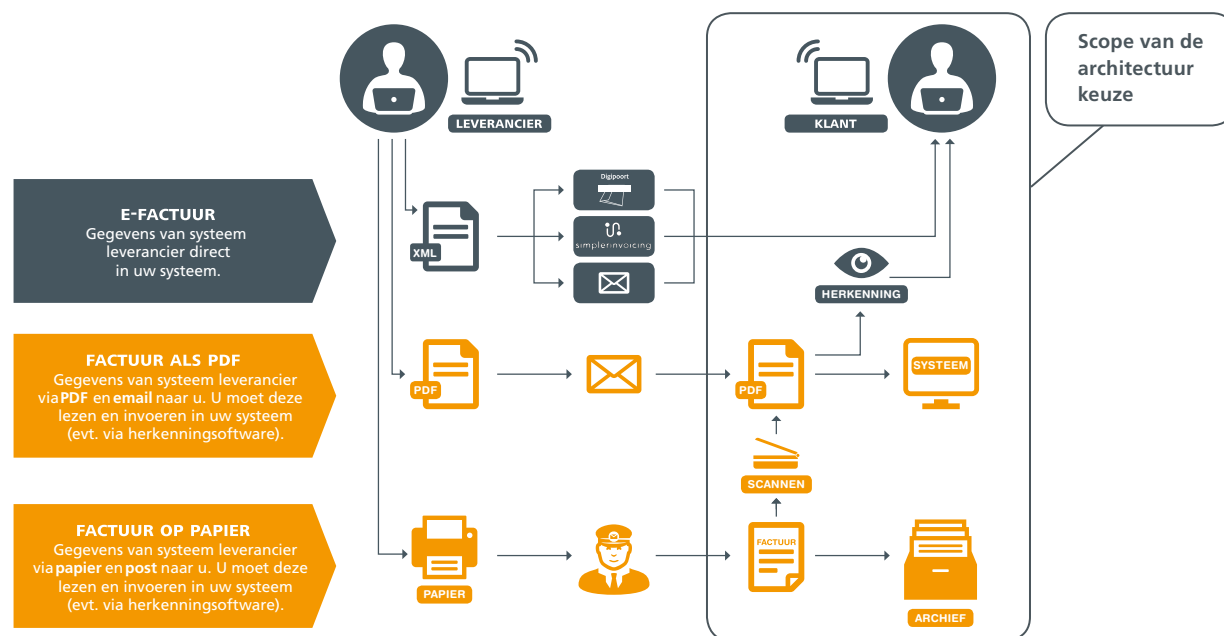 LEVERANCIER
KLANT
Scope van de
architectuur
keuze
E-FACTUUR
Gegevens van systeem
leverancier direct
in uw systeem.
XML
Digipoort
simplerinvoicing
HERKENNING
FACTUUR ALS PDF
Gegevens van systeem leverancier
via PDF en email naar u. U moet deze
lezen en invoeren in uw systeem
(evt. via herkenningsoftware).
PDF
PDF
SYSTEEM
SCANNEN
FACTUUR OP PAPIER
Gegevens van systeem leverancier
via papier en post naar u. U moet deze
lezen en invoeren in uw systeem
(evt. via herkenningsoftware).
PAPIER
FACTUUR
ARCHIEF